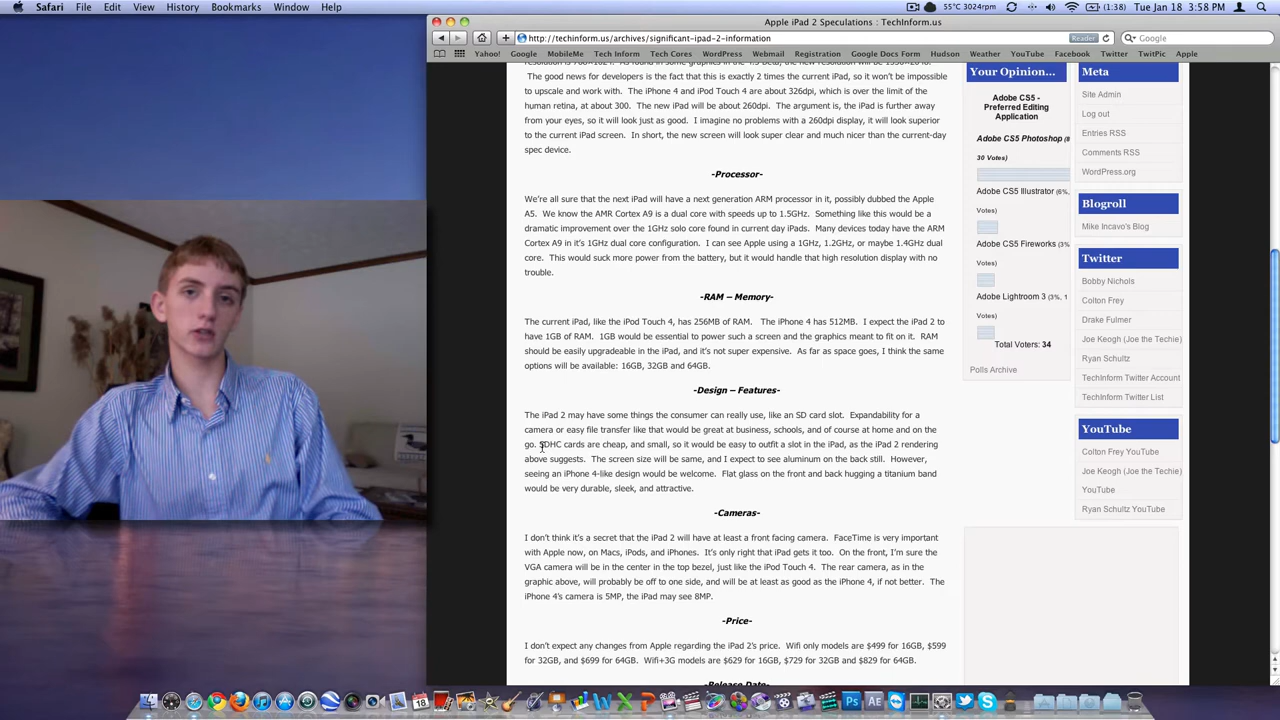 Safari File Edit View History Bookmarks Window Help
55°C 3024rpm (1:38) Tue Jan 18 3:58 PM
Apple iPad 2 Speculations : TechInform.us
http://techinform.us/archives/significant-ipad-2-information Reader Google
Yahoo! Google MobileMe Tech Inform Tech Cores WordPress Webmail Registration Google Docs Form Hudson Weather YouTube Facebook Twitter TwitPic Apple
The good news for developers is the fact that this is exactly 2 times the current iPad, so it won't be impossible
to upscale and work with. The iPhone 4 and iPod Touch 4 are about 326dpi, which is over the limit of the
human retina, at about 300. The new iPad will be about 260dpi. The argument is, the iPad is further away
from your eyes, so it will look just as good. I imagine no problems with a 260dpi display, it will look superior
to the current iPad screen. In short, the new screen will look super clear and much nicer than the current-day
spec device.
-Processor-
We're all sure that the next iPad will have a next generation ARM processor in it, possibly dubbed the Apple
A5. We know the AMR Cortex A9 is a dual core with speeds up to 1.5GHz. Something like this would be a
dramatic improvement over the 1GHz solo core found in current day iPads. Many devices today have the ARM
Cortex A9 in it's 1GHz dual core configuration. I can see Apple using a 1GHz, 1.2GHz, or maybe 1.4GHz dual
core. This would suck more power from the battery, but it would handle that high resolution display with no
trouble.
-RAM – Memory-
The current iPad, like the iPod Touch 4, has 256MB of RAM. The iPhone 4 has 512MB. I expect the iPad 2 to
have 1GB of RAM. 1GB would be essential to power such a screen and the graphics meant to fit on it. RAM
should be easily upgradeable in the iPad, and it's not super expensive. As far as space goes, I think the same
options will be available: 16GB, 32GB and 64GB.
-Design – Features-
The iPad 2 may have some things the consumer can really use, like an SD card slot. Expandability for a
camera or easy file transfer like that would be great at business, schools, and of course at home and on the
go. SDHC cards are cheap, and small, so it would be easy to outfit a slot in the iPad, as the iPad 2 rendering
above suggests. The screen size will be same, and I expect to see aluminum on the back still. However,
seeing an iPhone 4-like design would be welcome. Flat glass on the front and back hugging a titanium band
would be very durable, sleek, and attractive.
-Cameras-
I don't think it's a secret that the iPad 2 will have at least a front facing camera. FaceTime is very important
with Apple now, on Macs, iPods, and iPhones. It's only right that iPad gets it too. On the front, I'm sure the
VGA camera will be in the center in the top bezel, just like the iPod Touch 4. The rear camera, as in the
graphic above, will probably be off to one side, and will be at least as good as the iPhone 4, if not better. The
iPhone 4's camera is 5MP, the iPad may see 8MP.
-Price-
I don't expect any changes from Apple regarding the iPad 2's price. Wifi only models are $499 for 16GB, $599
for 32GB, and $699 for 64GB. Wifi+3G models are $629 for 16GB, $729 for 32GB and $829 for 64GB.
-Release Date-
Your Opinion...
Adobe CS5 -
Preferred Editing
Application
Adobe CS5 Photoshop (8
30 Votes)
Adobe CS5 Illustrator (6%,
Votes)
Adobe CS5 Fireworks (3%
Votes)
Adobe Lightroom 3 (3%, 1
Votes)
Total Voters: 34
Polls Archive
Meta
Site Admin
Log out
Entries RSS
Comments RSS
WordPress.org
Blogroll
Mike Incavo's Blog
Twitter
Bobby Nichols
Colton Frey
Drake Fulmer
Joe Keogh (Joe the Techie)
Ryan Schultz
TechInform Twitter Account
TechInform Twitter List
YouTube
Colton Frey YouTube
Joe Keogh (Joe the Techie)
YouTube
Ryan Schultz YouTube